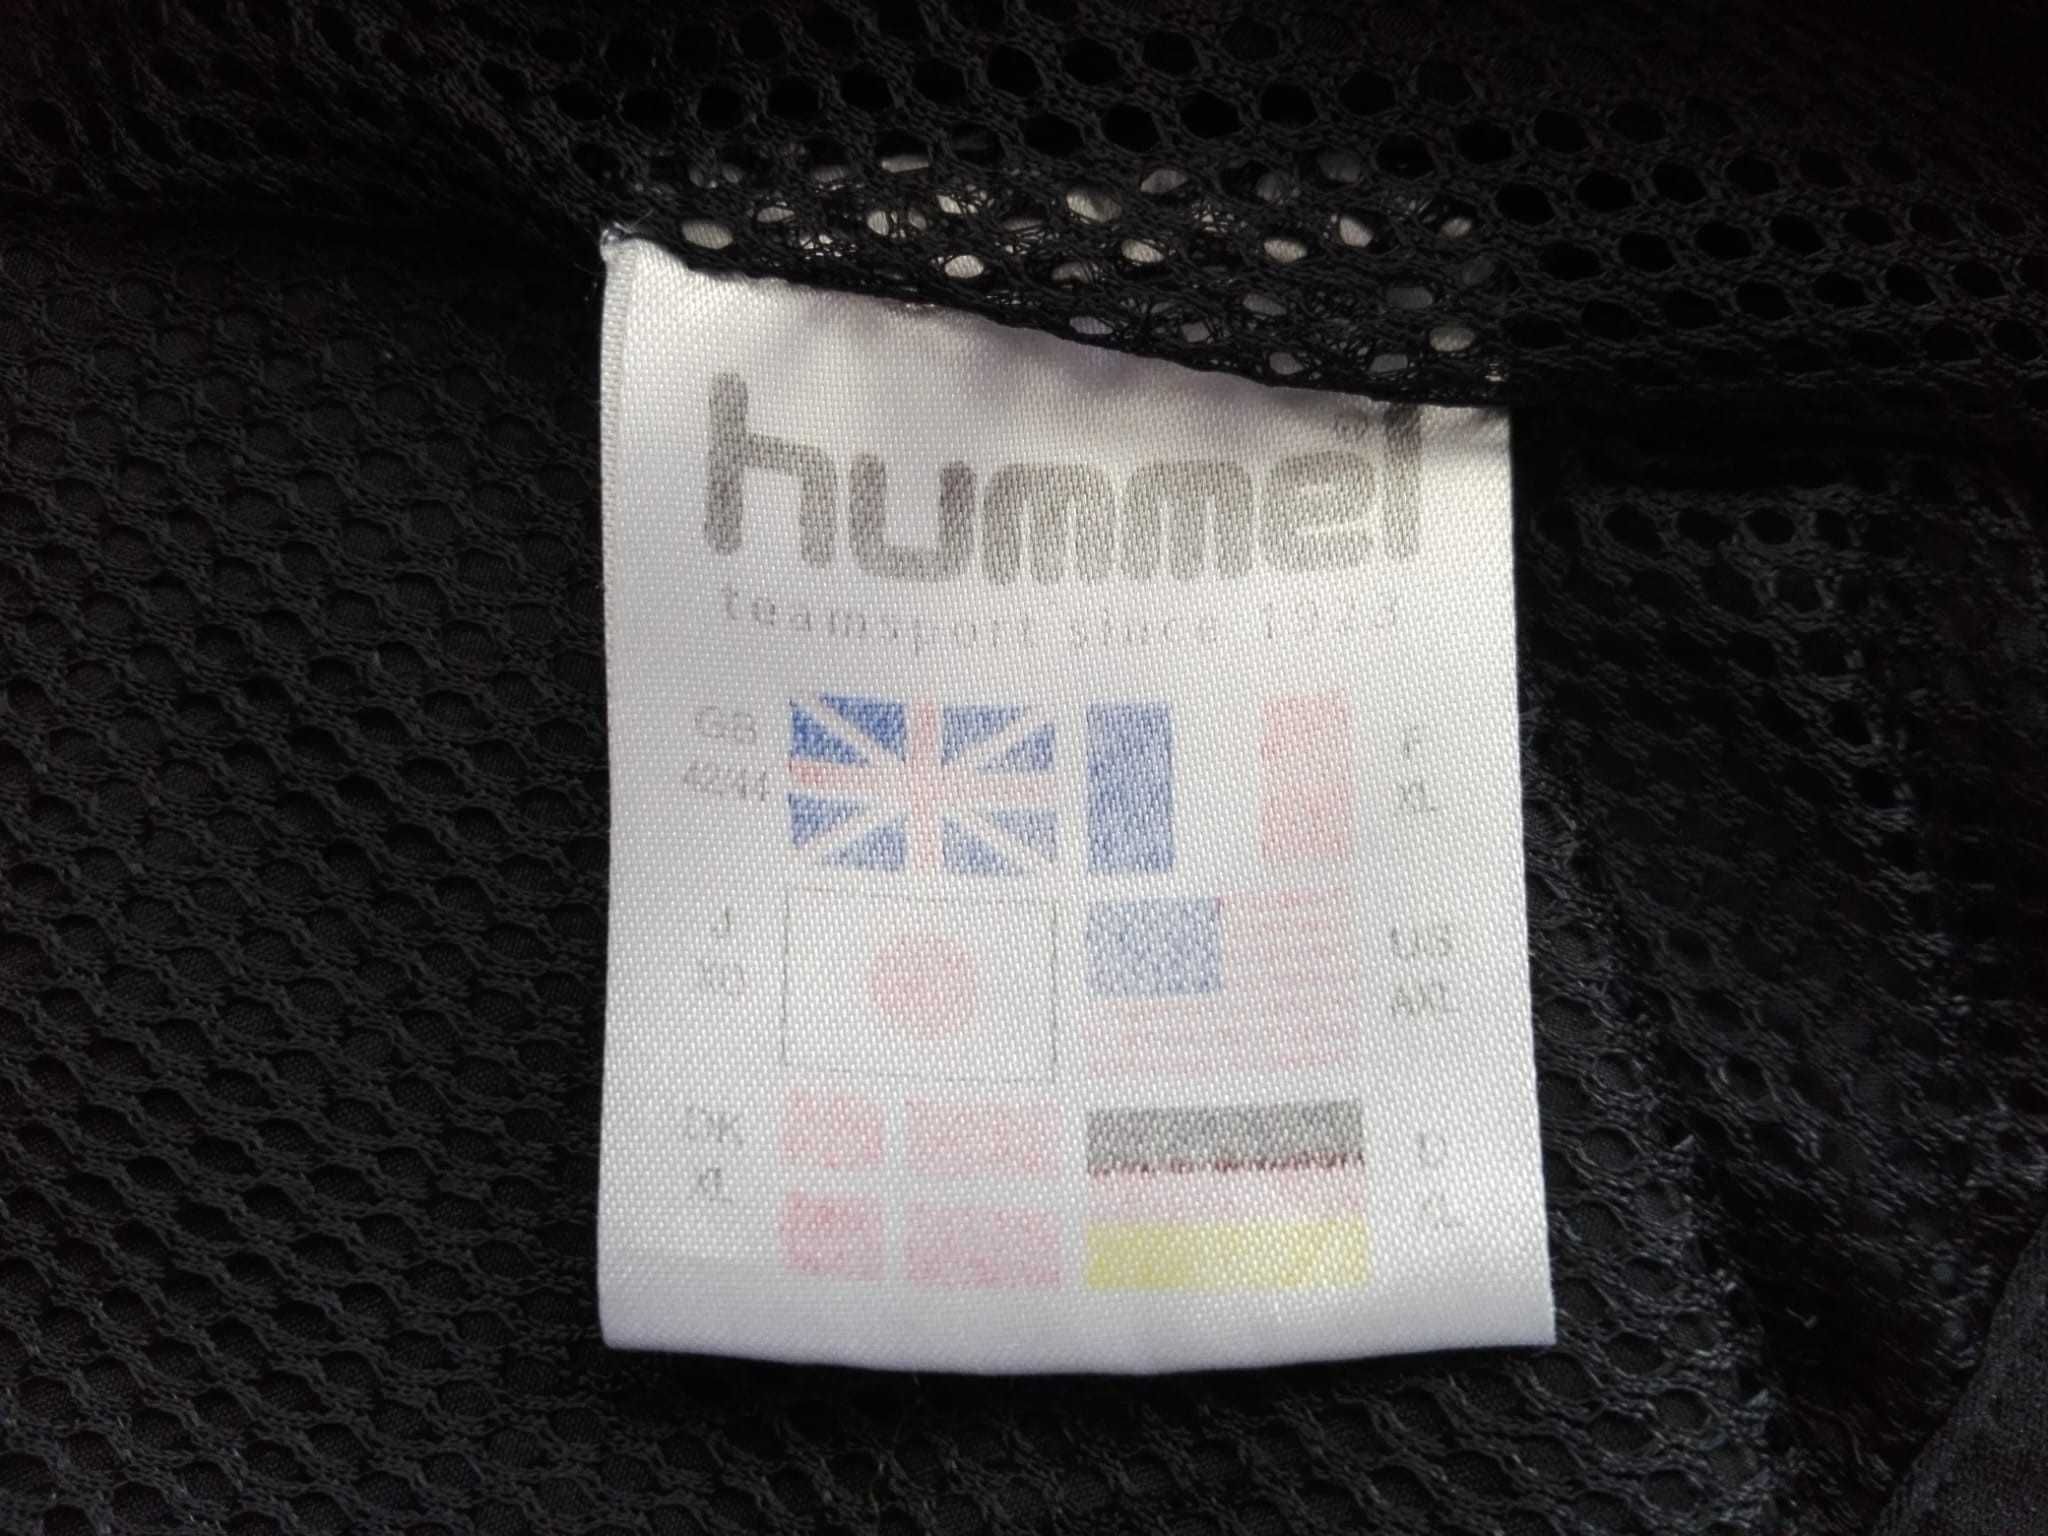 hummel®
teamsport since 1923
GB
42/44
F
XL
J
XO
US
AXL
DK
XL
D
XL